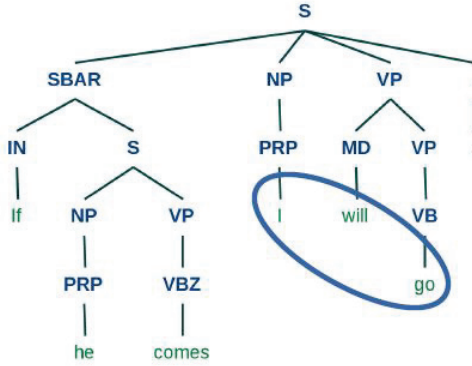 S
SBAR NP VP
IN S PRP MD VP
If NP VP I will VB
PRP VBZ go
he comes